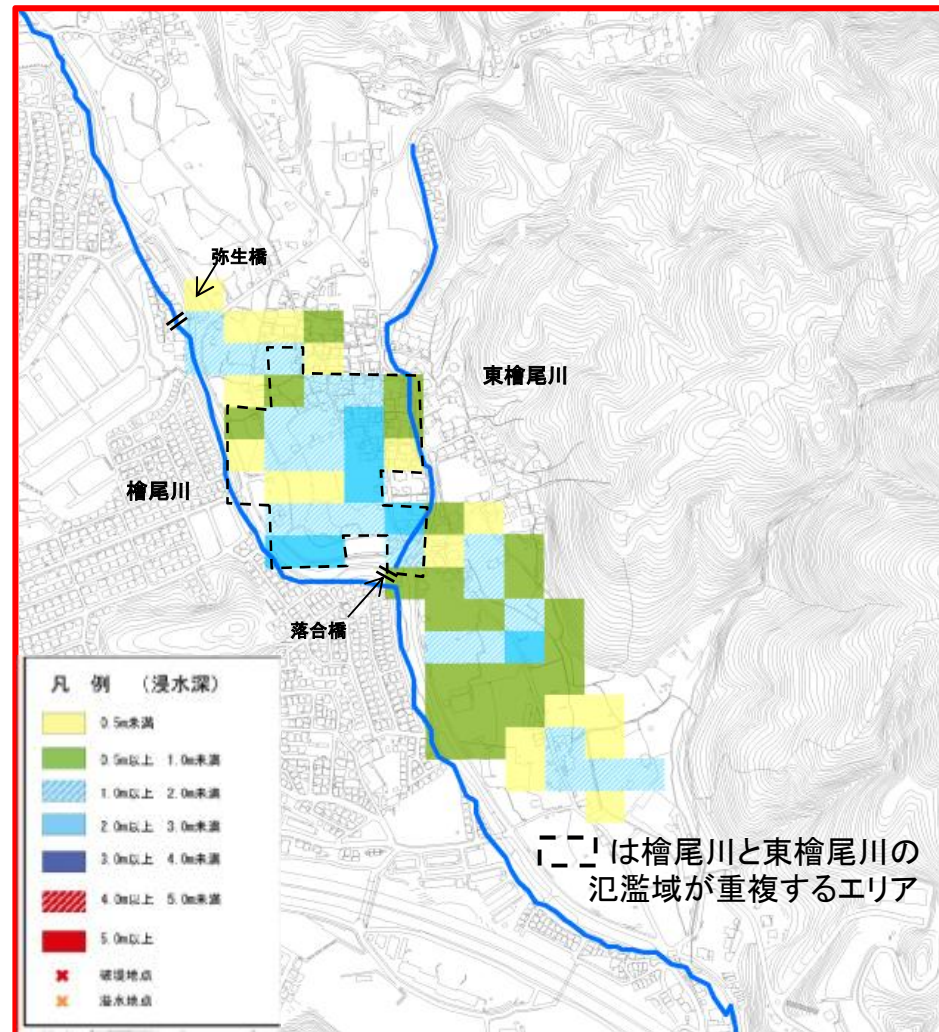 弥生橋
東檜尾川
檜尾川
落合橋
凡 例 （浸水深）
0.5m未満
0.5m以上 1.0m未満
1.0m以上 2.0m未満
2.0m以上 3.0m未満
3.0m以上 4.0m未満
4.0m以上 5.0m未満
5.0m以上
破堤地点
溢水地点
は檜尾川と東檜尾川の
氾濫域が重複するエリア